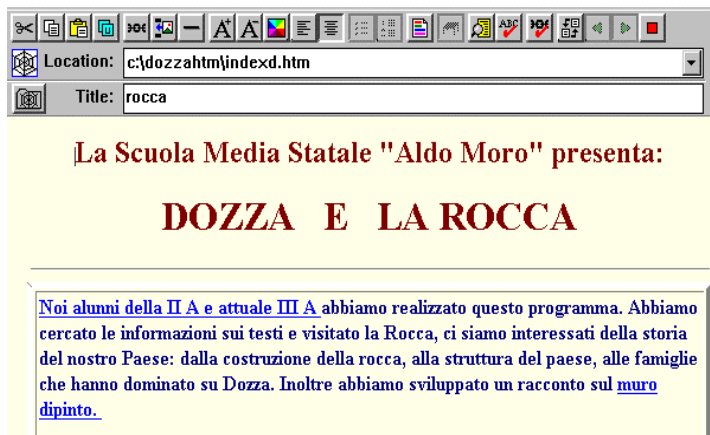 Location: c:\dozzahtm\indexd.htm
Title: rocca
La Scuola Media Statale "Aldo Moro" presenta:
DOZZA E LA ROCCA
Noi alunni della II A e attuale III A abbiamo realizzato questo programma. Abbiamo
cercato le informazioni sui testi e visitato la Rocca, ci siamo interessati della storia
del nostro Paese: dalla costruzione della rocca, alla struttura del paese, alle famiglie
che hanno dominato su Dozza. Inoltre abbiamo sviluppato un racconto sul muro
dipinto.